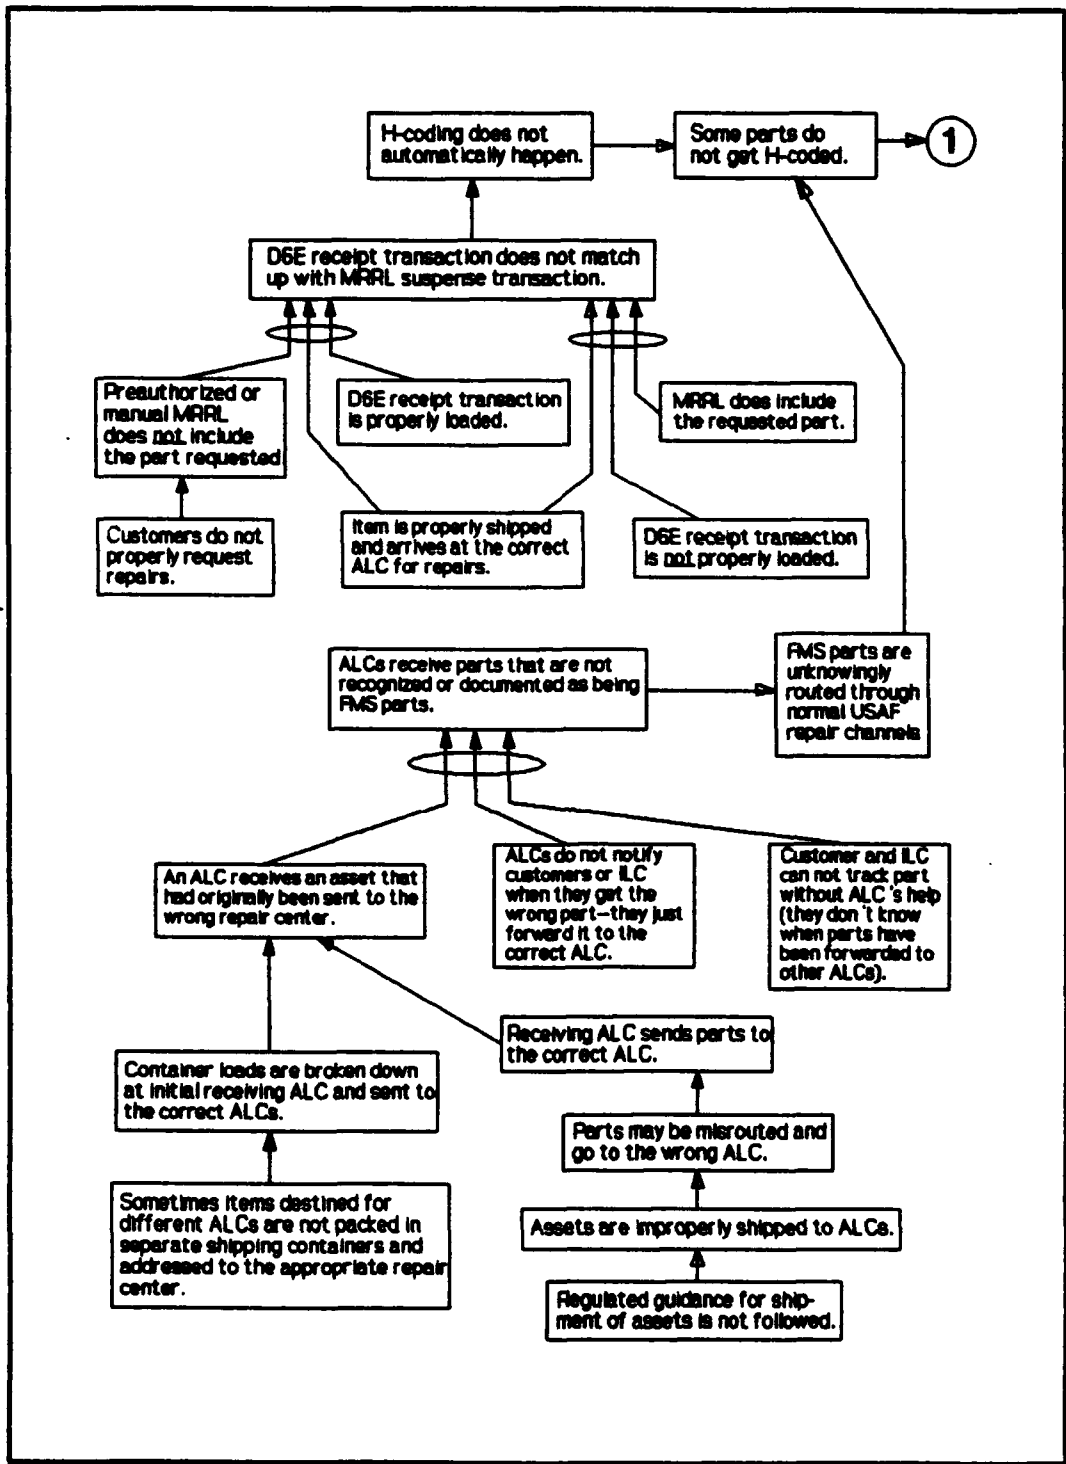 H-coding does not
automatically happen.
Some parts do
not get H-coded.
1
D6E receipt transaction does not match
up with MRRL suspense transaction.
Preauthorized or
manual MRRL
does not include
the part requested
D6E receipt transaction
is properly loaded.
MRRL does include
the requested part.
Customers do not
properly request
repairs.
Item is properly shipped
and arrives at the correct
ALC for repairs.
D6E receipt transaction
is not properly loaded.
ALCs receive parts that are not
recognized or documented as being
FMS parts.
FMS parts are
unknowingly
routed through
normal USAF
repair channels
An ALC receives an asset that
had originally been sent to the
wrong repair center.
ALCs do not notify
customers or ILC
when they get the
wrong part—they just
forward it to the
correct ALC.
Customer and ILC
can not track part
without ALC's help
(they don't know
when parts have
been forwarded to
other ALCs).
Receiving ALC sends parts to
the correct ALC.
Container loads are broken down
at initial receiving ALC and sent to
the correct ALCs.
Parts may be misrouted and
go to the wrong ALC.
Sometimes items destined for
different ALCs are not packed in
separate shipping containers and
addressed to the appropriate repair
center.
Assets are improperly shipped to ALCs.
Regulated guidance for ship-
ment of assets is not followed.